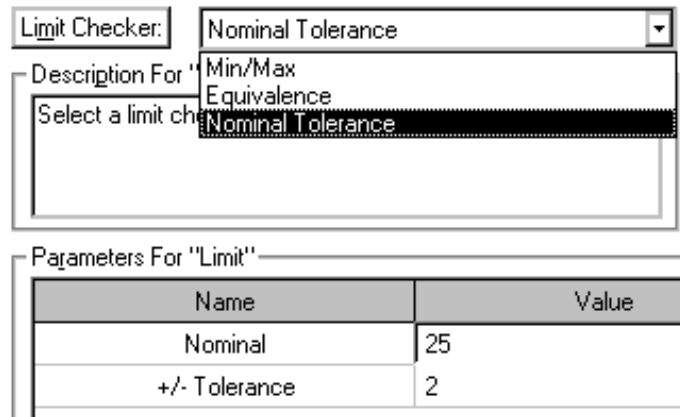 Limit Checker: Nominal Tolerance
Min/Max
Equivalence
Nominal Tolerance
Description For "
Select a limit ch
Parameters For "Limit"
Name Value
Nominal 25
+/- Tolerance 2